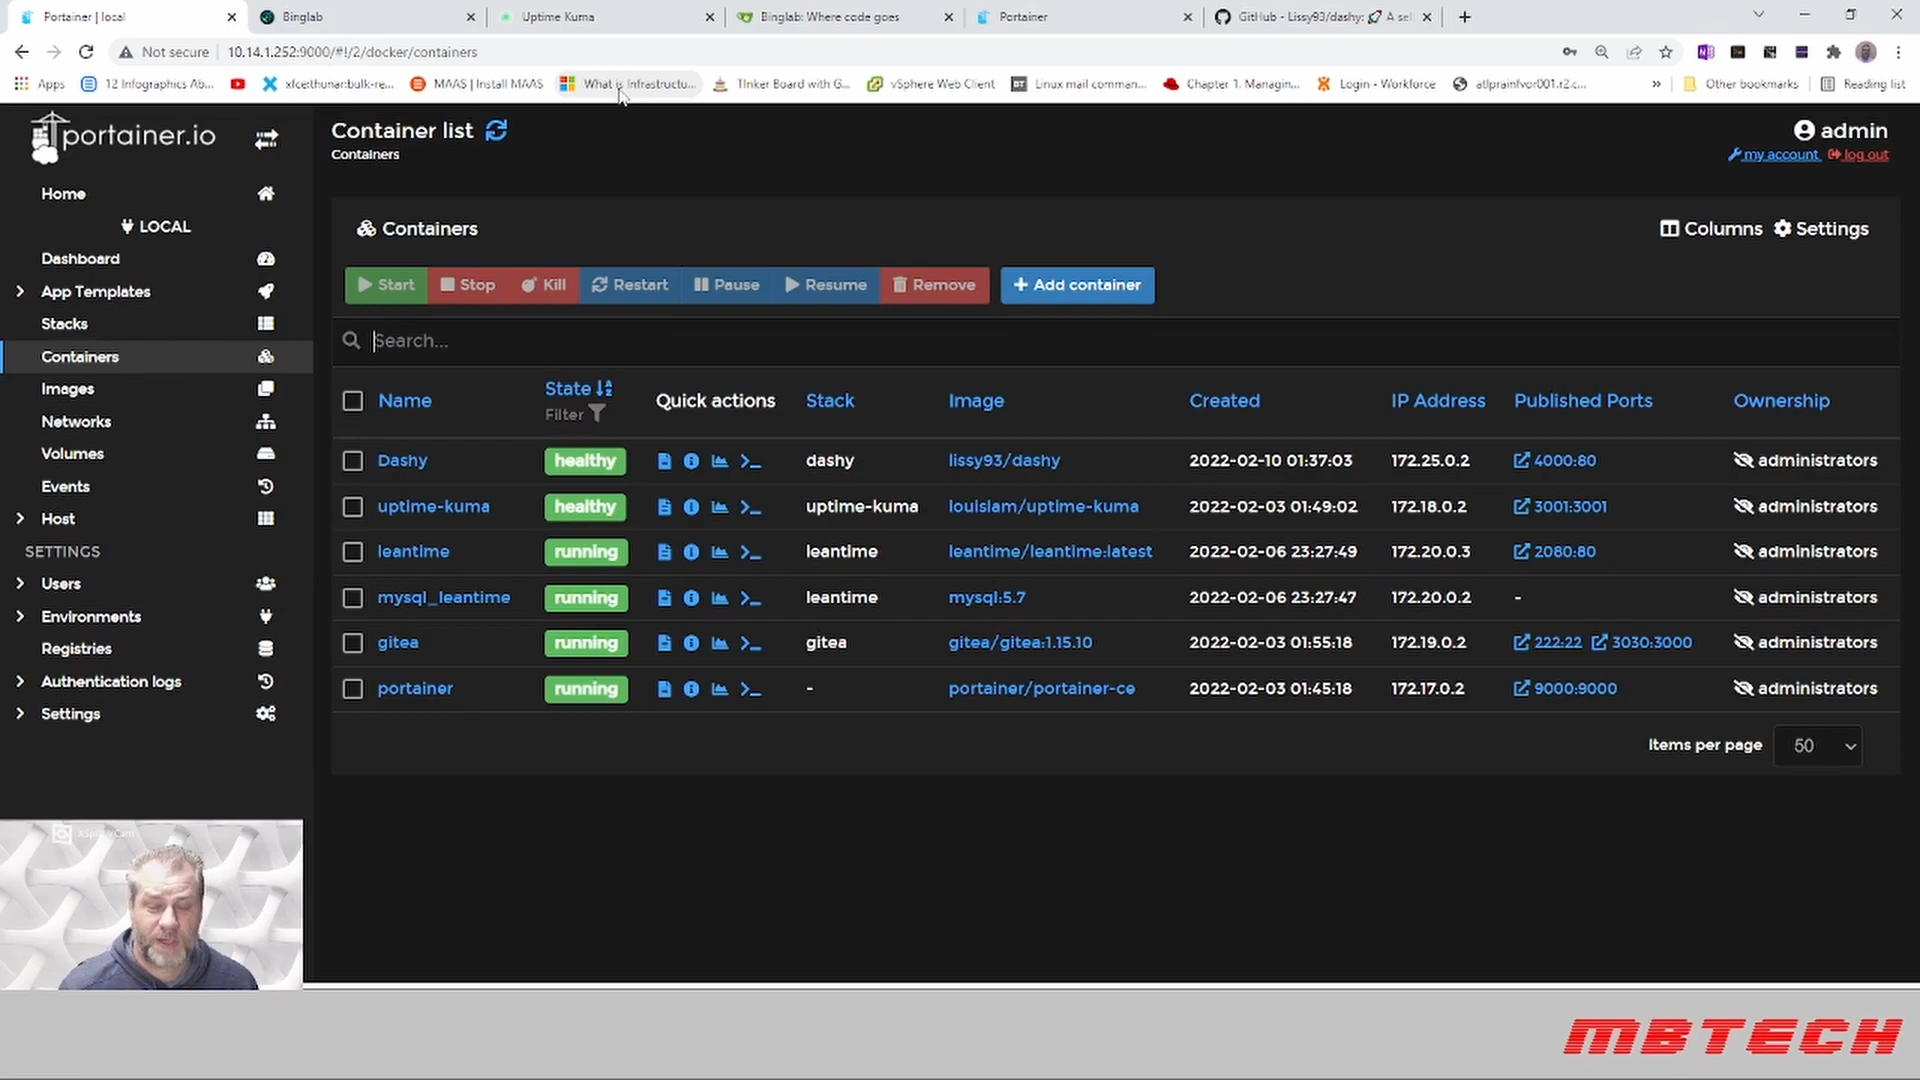 Portainer | local
Binglab
Uptime Kuma
Binglab: Where code goes
Portainer
GitHub - Lissy93/dashy: 🚀 A sel
Not secure
10.14.1.252:9000/#!/2/docker/containers
Apps
12 Infographics Ab...
xfcethunar:bulk-re...
MAAS | Install MAAS
What is Infrastructu...
Tinker Board with G...
vSphere Web Client
Linux mail comman...
Chapter 1. Managin...
Login - Workforce
atlprainfvor001.r2.c...
»
Other bookmarks
Reading list
portainer.io
Container list
Containers
admin
my account
log out
Home
LOCAL
Dashboard
App Templates
Stacks
Containers
Images
Networks
Volumes
Events
Host
SETTINGS
Users
Environments
Registries
Authentication logs
Settings
Containers
Columns
Settings
Start
Stop
Kill
Restart
Pause
Resume
Remove
+ Add container
Search...
Name State Quick actions Stack Image Created IP Address Published Ports Ownership
Filter
Dashy healthy dashy lissy93/dashy 2022-02-10 01:37:03 172.25.0.2 4000:80 administrators
uptime-kuma healthy uptime-kuma louislam/uptime-kuma 2022-02-03 01:49:02 172.18.0.2 3001:3001 administrators
leantime running leantime leantime/leantime:latest 2022-02-06 23:27:49 172.20.0.3 2080:80 administrators
mysql_leantime running leantime mysql:5.7 2022-02-06 23:27:47 172.20.0.2 - administrators
gitea running gitea gitea/gitea:1.15.10 2022-02-03 01:55:18 172.19.0.2 222:22 3030:3000 administrators
portainer running - portainer/portainer-ce 2022-02-03 01:45:18 172.17.0.2 9000:9000 administrators
Items per page 50
MBTECH